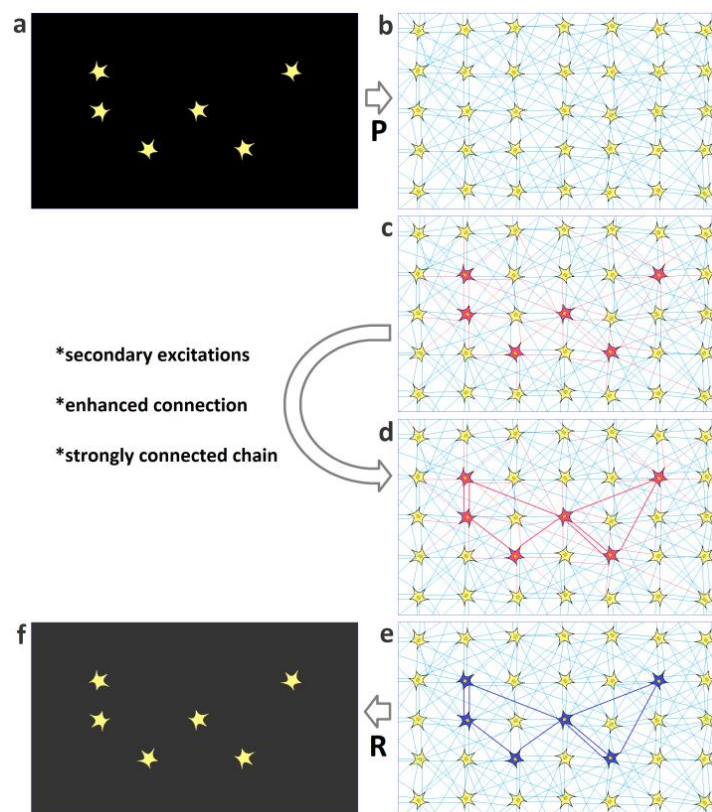 a
b
P
c
*secondary excitations
*enhanced connection
*strongly connected chain
d
f
e
R